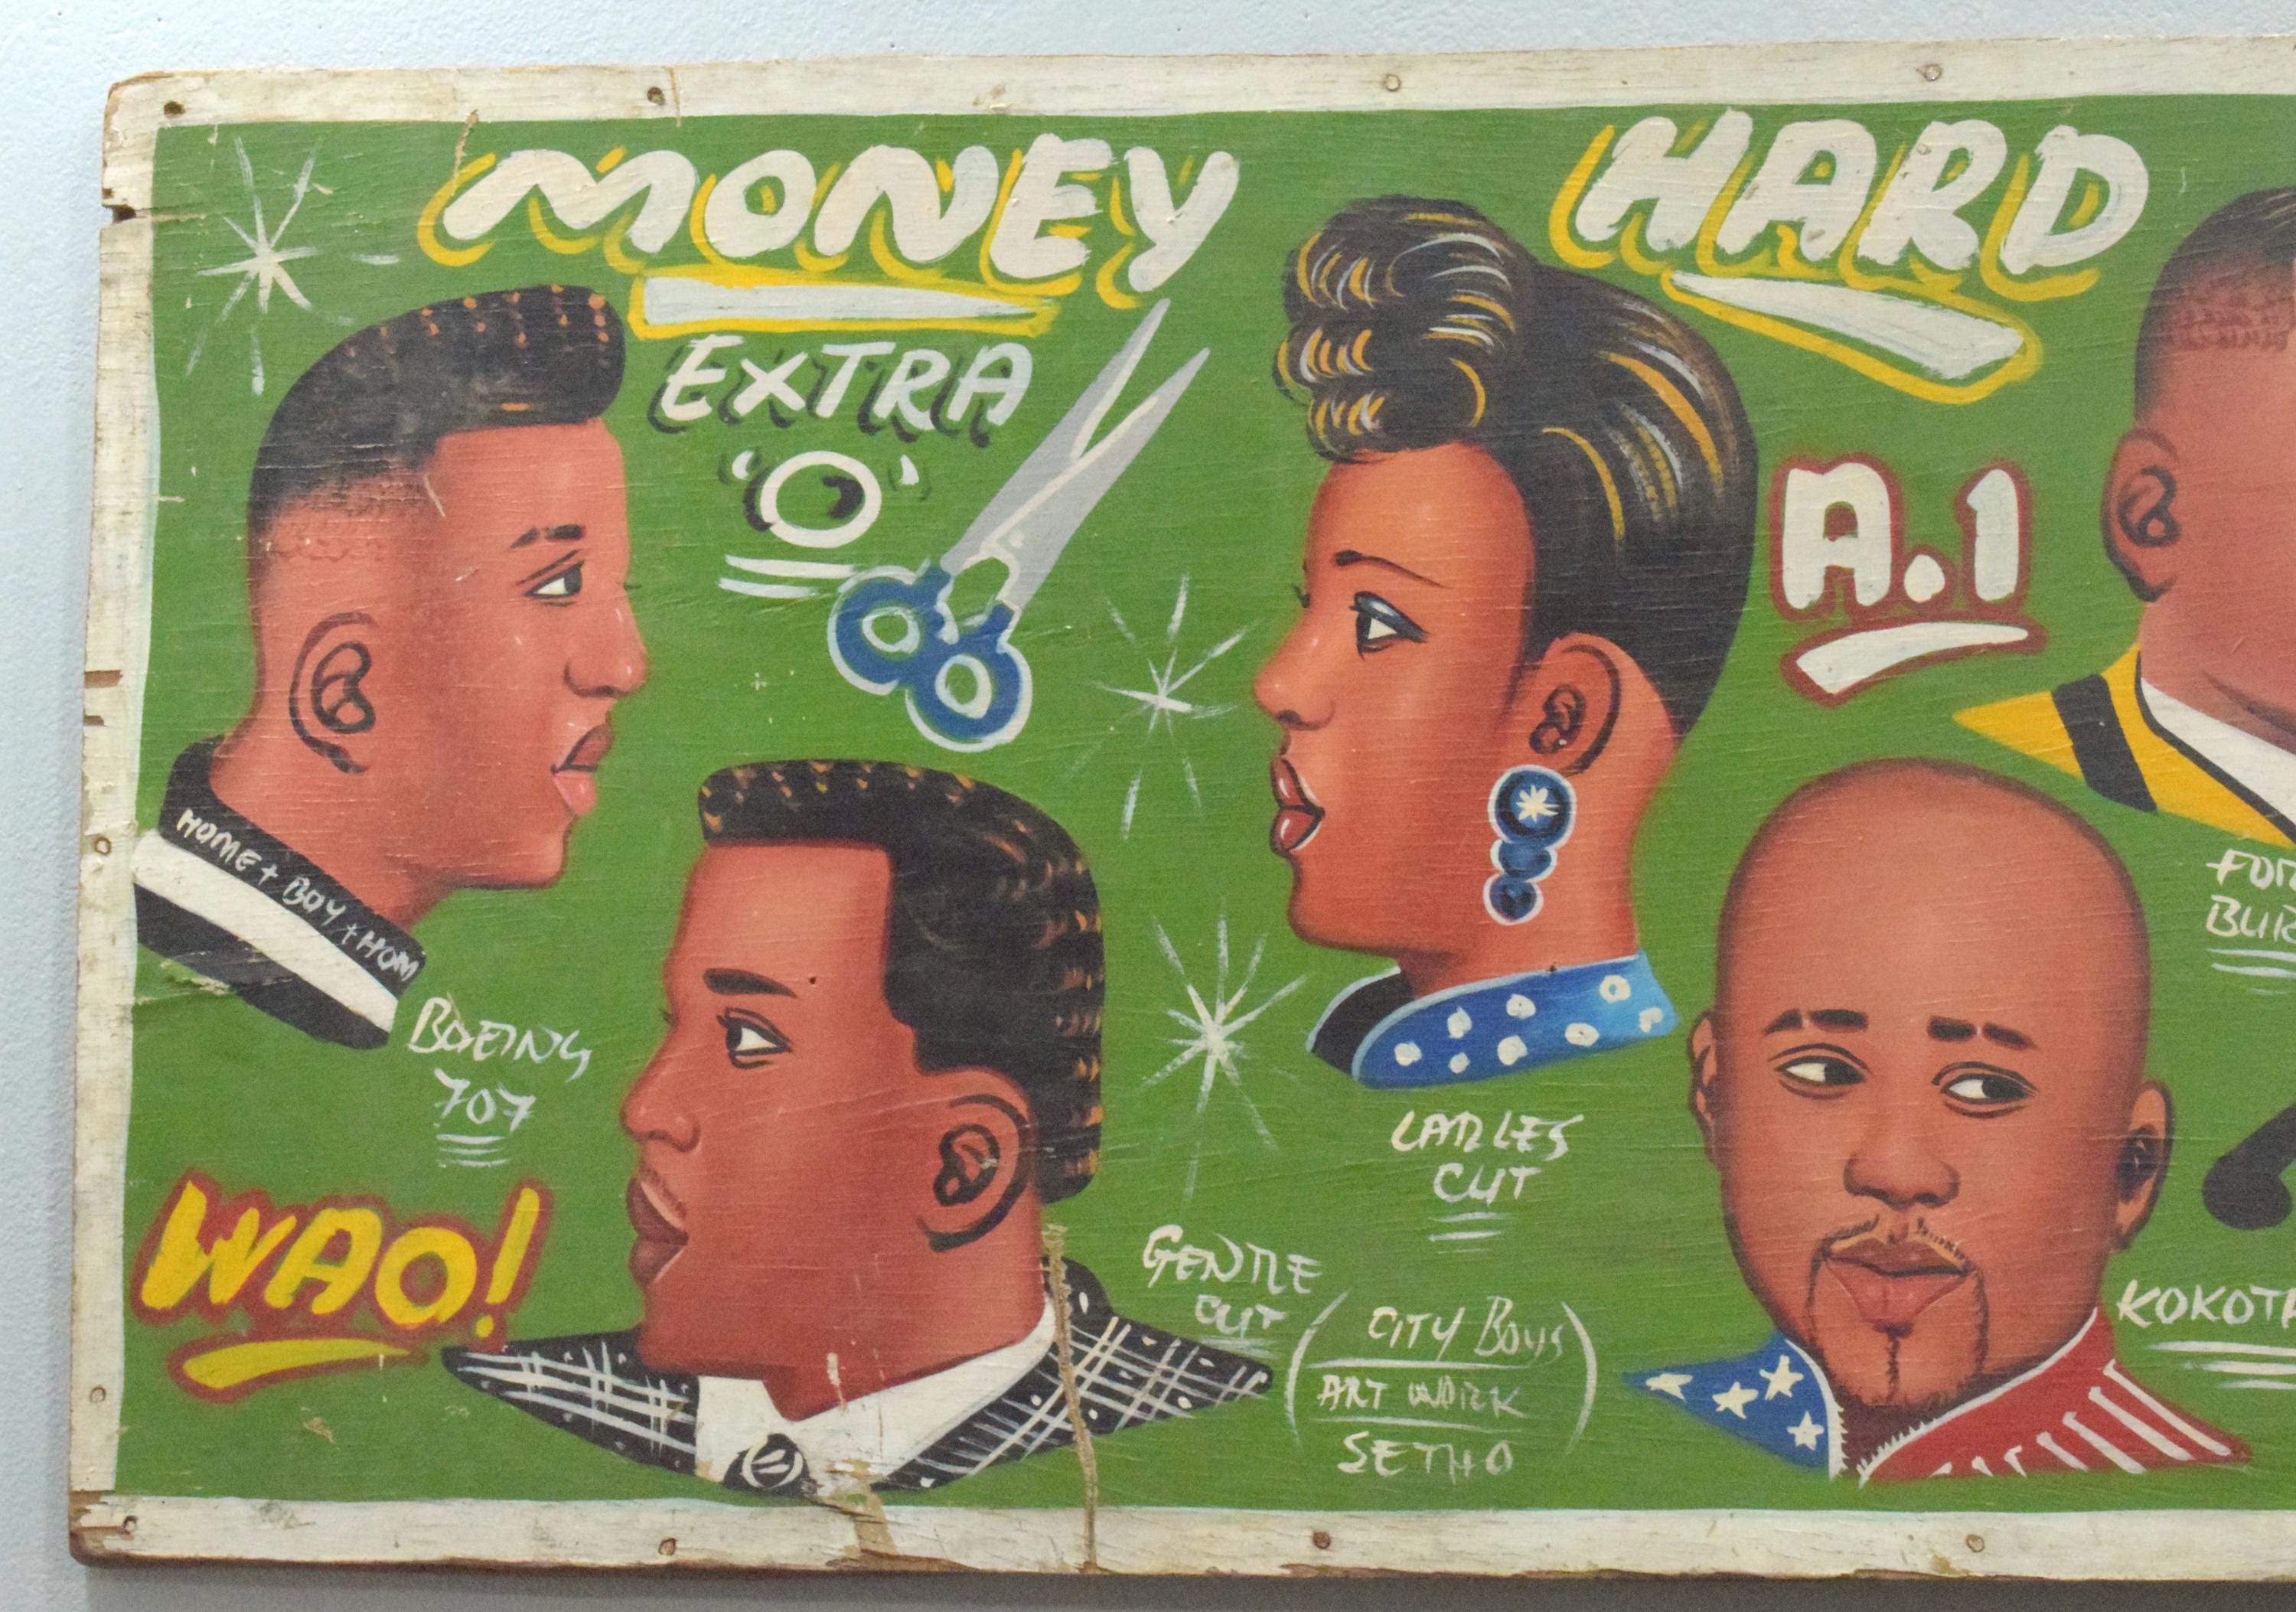 MONEY HARD
EXTRA
'O'
A.1
HOME + BOY + HOM
BOEING
707
WAO!
LADIES
CUT
GENTLE
CUT
(CITY BOYS
ART WORK
SETHO)
KOKOT